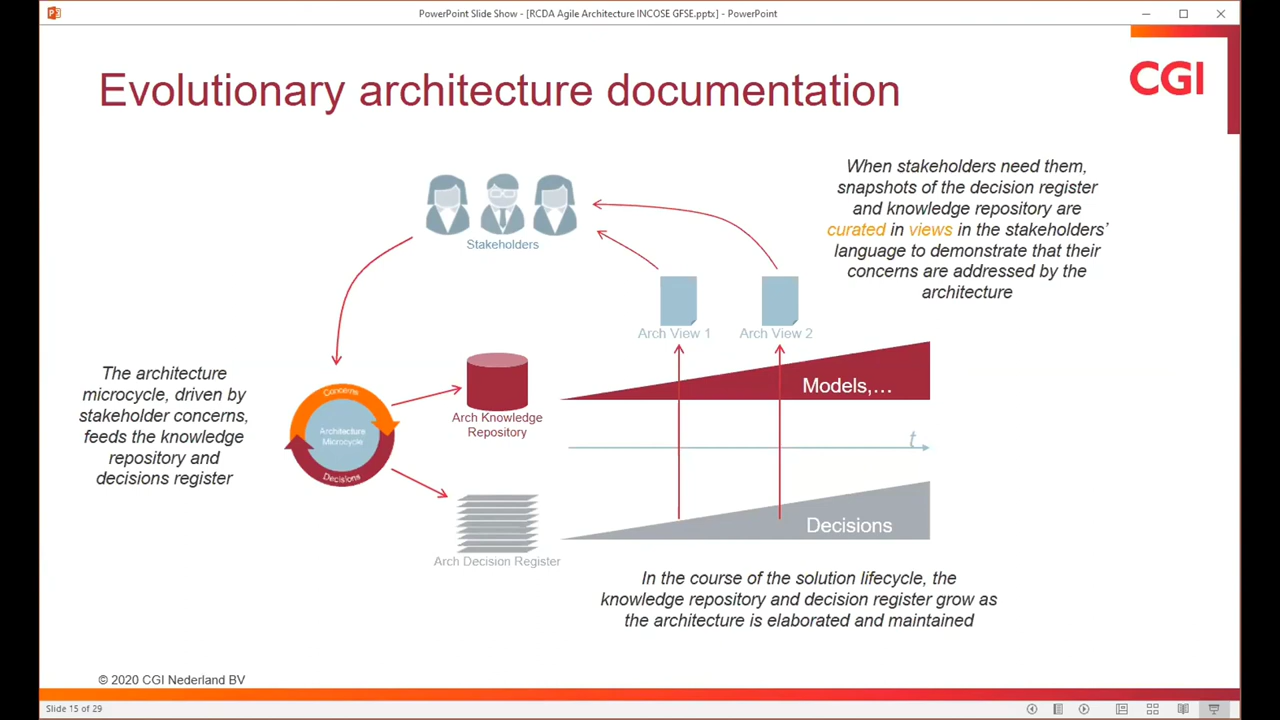 PowerPoint Slide Show - [RCDA Agile Architecture INCOSE GFSE.pptx] - PowerPoint
Evolutionary architecture documentation
CGI
When stakeholders need them,
snapshots of the decision register
and knowledge repository are
curated in views in the stakeholders’
language to demonstrate that their
concerns are addressed by the
architecture
Stakeholders
Arch View 1
Arch View 2
The architecture
microcycle, driven by
stakeholder concerns,
feeds the knowledge
repository and
decisions register
Concerns
Architecture
Microcycle
Decisions
Arch Knowledge
Repository
Models,...
t
Decisions
Arch Decision Register
In the course of the solution lifecycle, the
knowledge repository and decision register grow as
the architecture is elaborated and maintained
© 2020 CGI Nederland BV
Slide 15 of 29